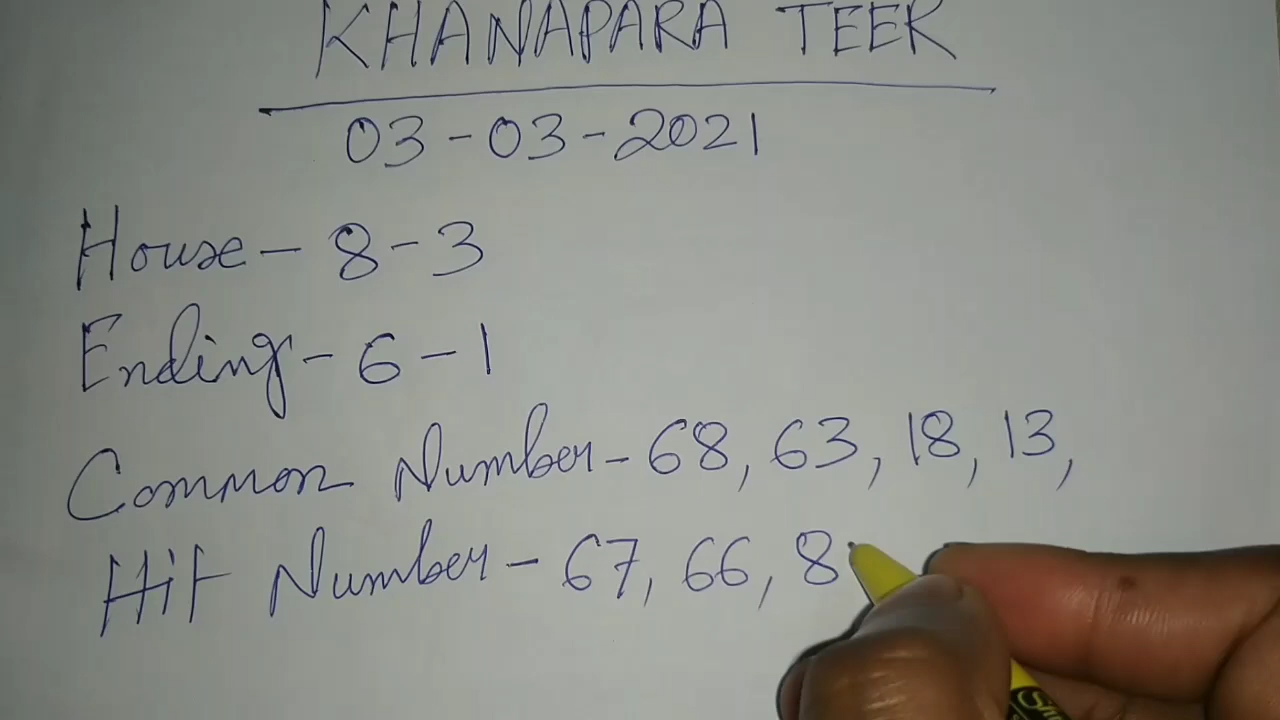 KHANAPARA TEER
03-03-2021
House - 8-3
Ending - 6-1
Common Number - 68, 63, 18, 13,
Hit Number - 67, 66, 8